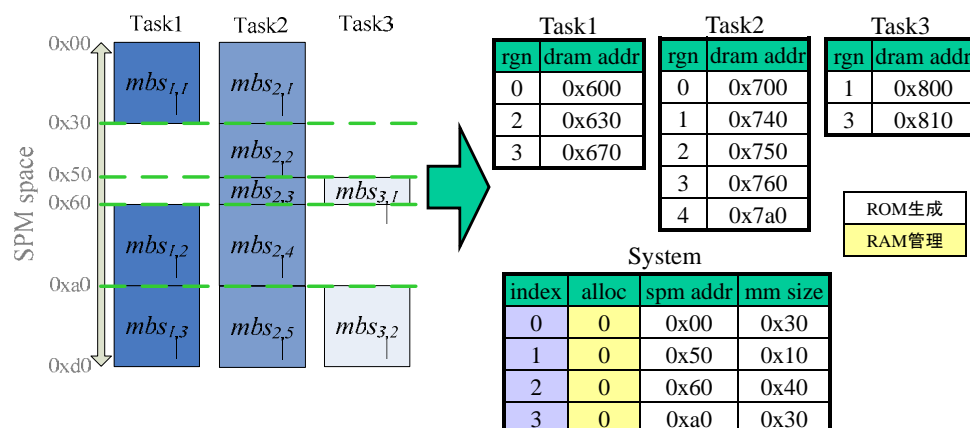 Task1 Task2 Task3
0x00
0x30
0x50
0x60
0xa0
0xd0
SPM space
mbs1,1
mbs1,2
mbs1,3
mbs2,1
mbs2,2
mbs2,3
mbs2,4
mbs2,5
mbs3,1
mbs3,2
Task1
rgn dram addr
0 0x600
2 0x630
3 0x670
Task2
rgn dram addr
0 0x700
1 0x740
2 0x750
3 0x760
4 0x7a0
Task3
rgn dram addr
1 0x800
3 0x810
ROM生成
RAM管理
System
index alloc spm addr mm size
0 0 0x00 0x30
1 0 0x50 0x10
2 0 0x60 0x40
3 0 0xa0 0x30